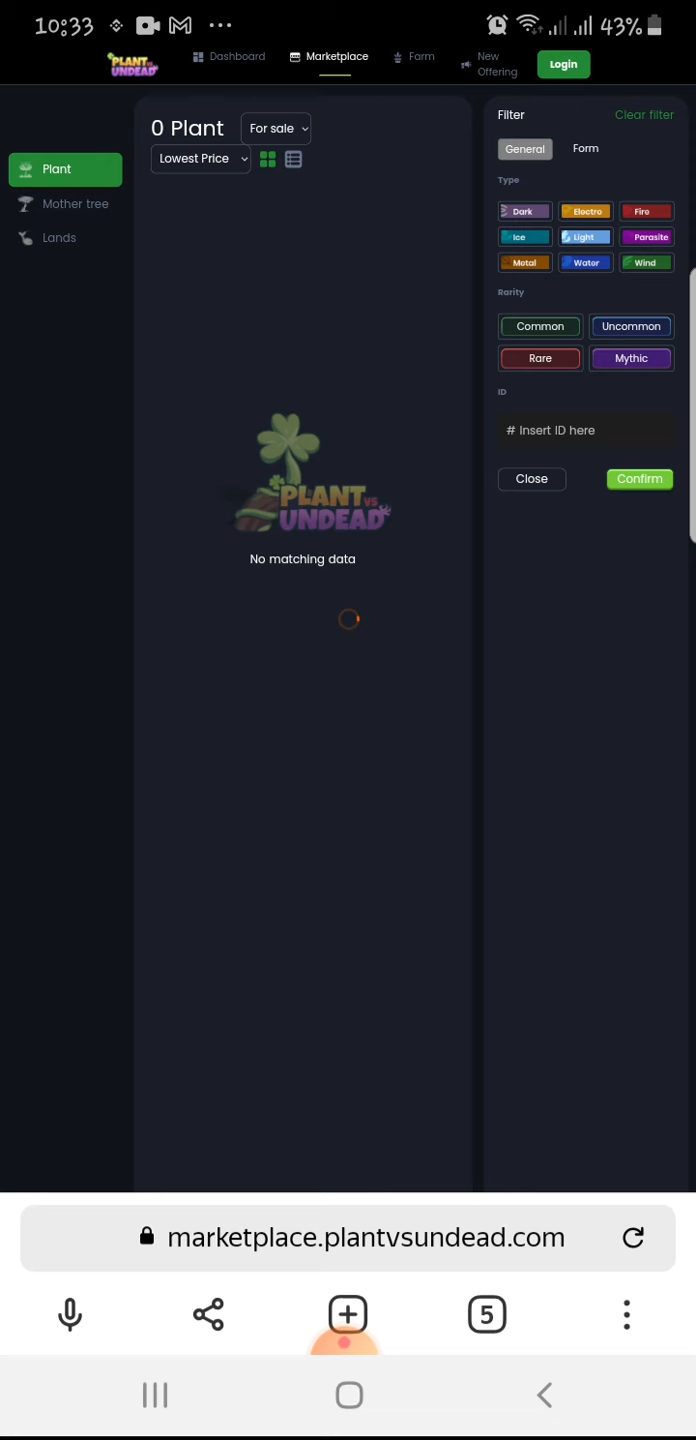 10:33
43%
PLANT VS UNDEAD
Dashboard
Marketplace
Farm
New Offering
Login
Plant
Mother tree
Lands
0 Plant
For sale
Lowest Price
PLANT VS
UNDEAD
No matching data
Filter
Clear filter
General
Form
Type
Dark
Electro
Fire
Ice
Light
Parasite
Metal
Water
Wind
Rarity
Common
Uncommon
Rare
Mythic
ID
# Insert ID here
Close
Confirm
marketplace.plantvsundead.com
5